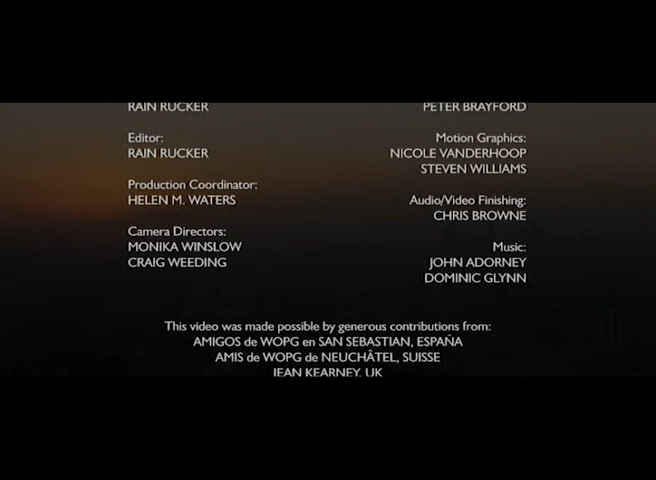 RAIN RUCKER
Editor:
RAIN RUCKER
Production Coordinator:
HELEN M. WATERS
Camera Directors:
MONIKA WINSLOW
CRAIG WEEDING
PETER BRAYFORD
Motion Graphics:
NICOLE VANDERHOOP
STEVEN WILLIAMS
Audio/Video Finishing:
CHRIS BROWNE
Music:
JOHN ADORNEY
DOMINIC GLYNN
This video was made possible by generous contributions from:
AMIGOS de WOPG en SAN SEBASTIAN, ESPAÑA
AMIS de WOPG de NEUCHÂTEL, SUISSE
JEAN KEARNEY, UK